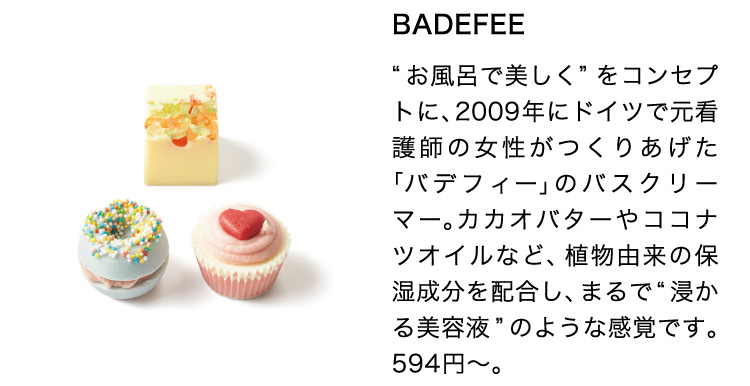 BADEFEE
“お風呂で美しく”をコンセプ
トに、2009年にドイツで元看
護師の女性がつくりあげた
「バデフィー」のバスクリー
マー。カカオバターやココナ
ツオイルなど、植物由来の保
湿成分を配合し、まるで“浸か
る美容液”のような感覚です。
594円〜。